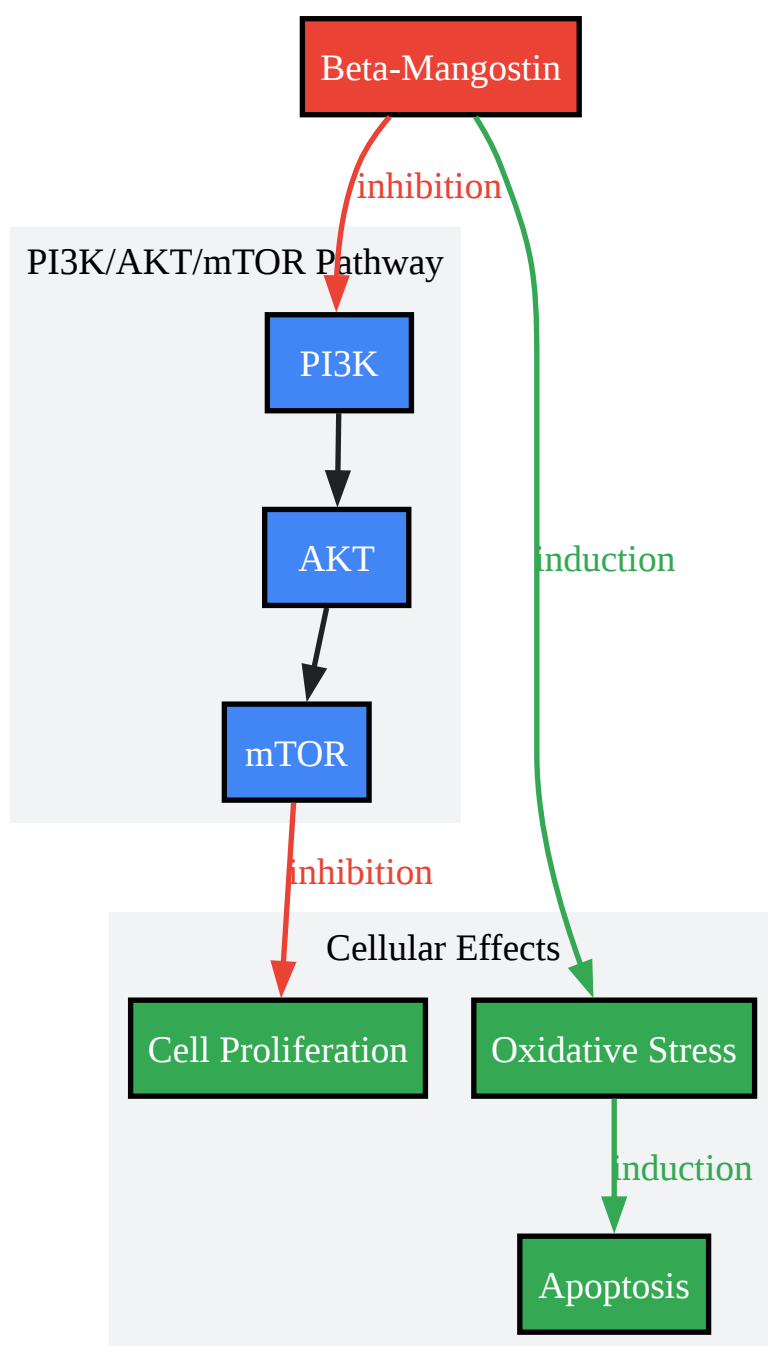 Beta-Mangostin
inhibition
PI3K/AKT/mTOR Pathway
PI3K
AKT
induction
mTOR
inhibition
Cellular Effects
Cell Proliferation
Oxidative Stress
induction
Apoptosis